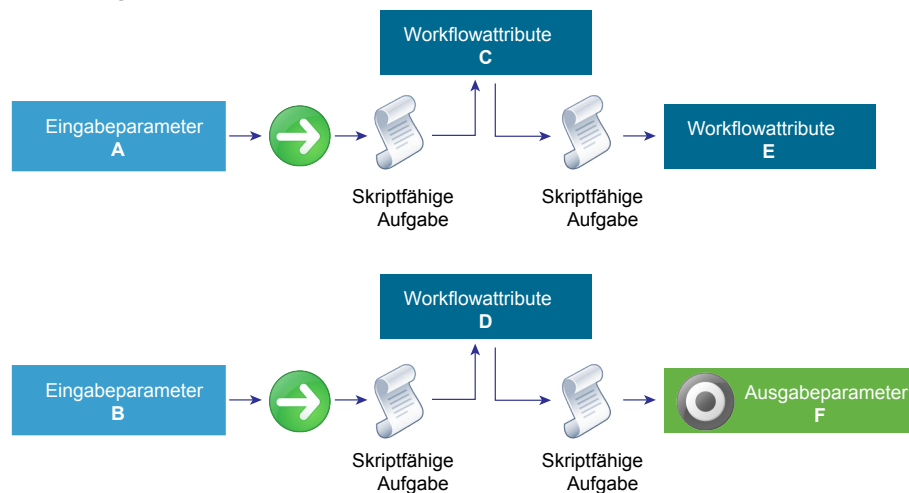 Workflowattribute
C
Eingabeparameter
A
Workflowattribute
E
Skriptfähige
Aufgabe
Skriptfähige
Aufgabe
Workflowattribute
D
Eingabeparameter
B
Ausgabeparameter
F
Skriptfähige
Aufgabe
Skriptfähige
Aufgabe